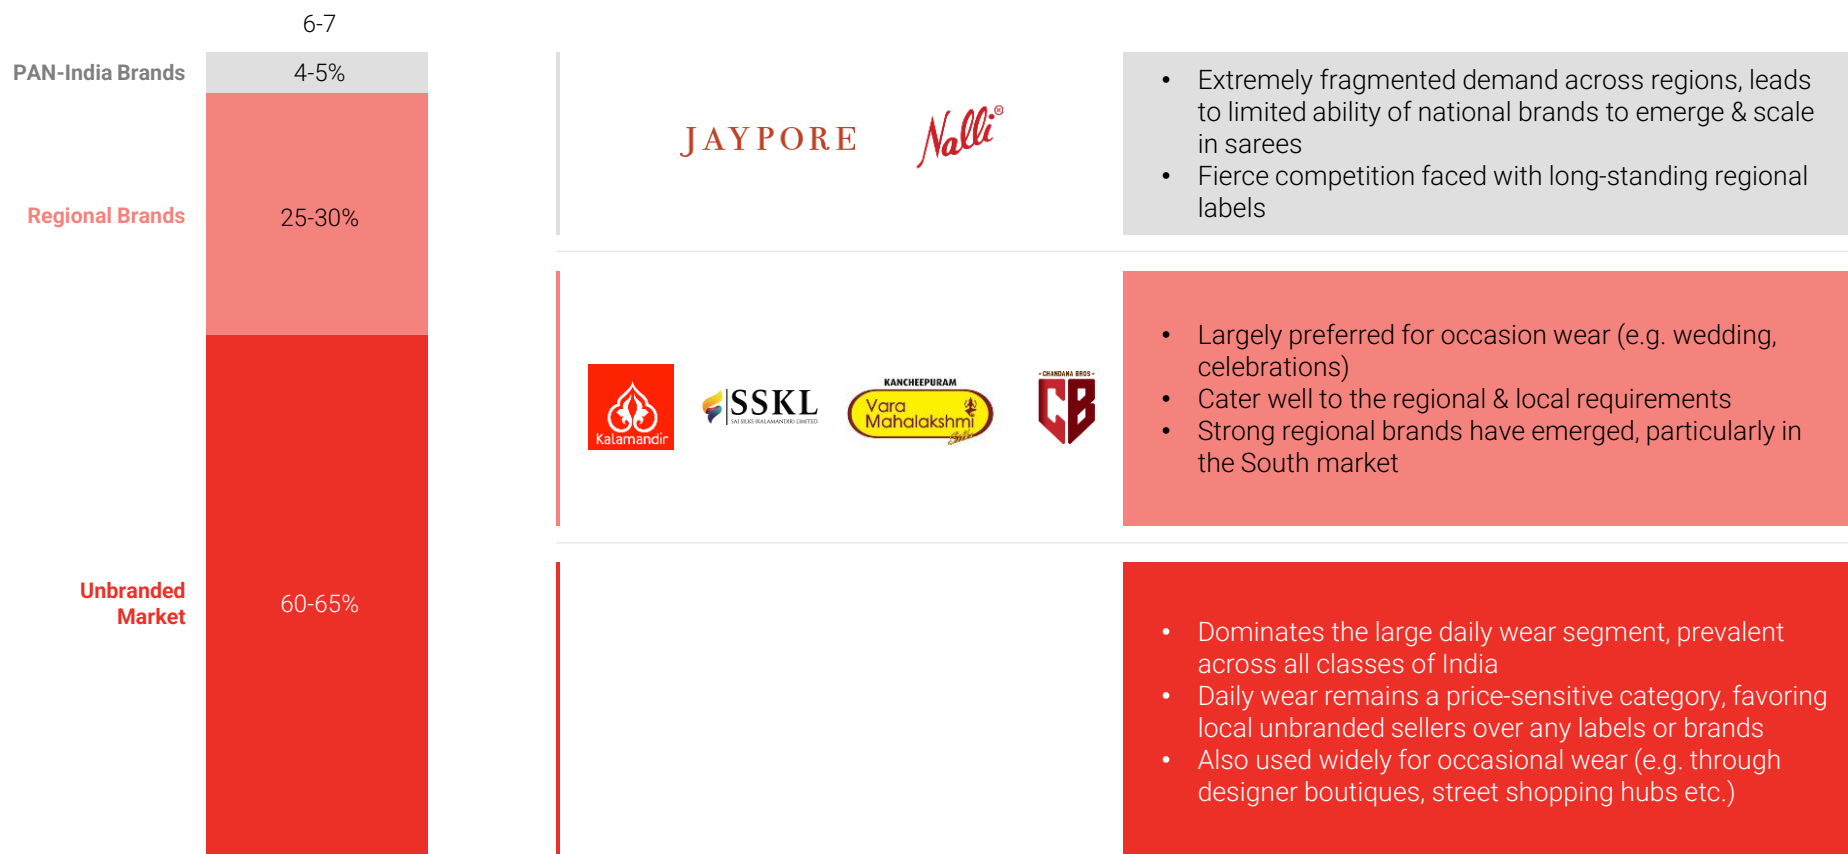 6-7
PAN-India Brands
4-5%
JAYPORE
Nalli®
• Extremely fragmented demand across regions, leads
to limited ability of national brands to emerge & scale
in sarees
• Fierce competition faced with long-standing regional
labels
Regional Brands
25-30%
Kalamandir
SSKL
SAI SILKS (KALAMANDIR) LIMITED
KANCHEEPURAM
Vara
Mahalakshmi
Silks
-CHANDANA BROS-
CB
• Largely preferred for occasion wear (e.g. wedding,
celebrations)
• Cater well to the regional & local requirements
• Strong regional brands have emerged, particularly in
the South market
Unbranded
Market
60-65%
• Dominates the large daily wear segment, prevalent
across all classes of India
• Daily wear remains a price-sensitive category, favoring
local unbranded sellers over any labels or brands
• Also used widely for occasional wear (e.g. through
designer boutiques, street shopping hubs etc.)